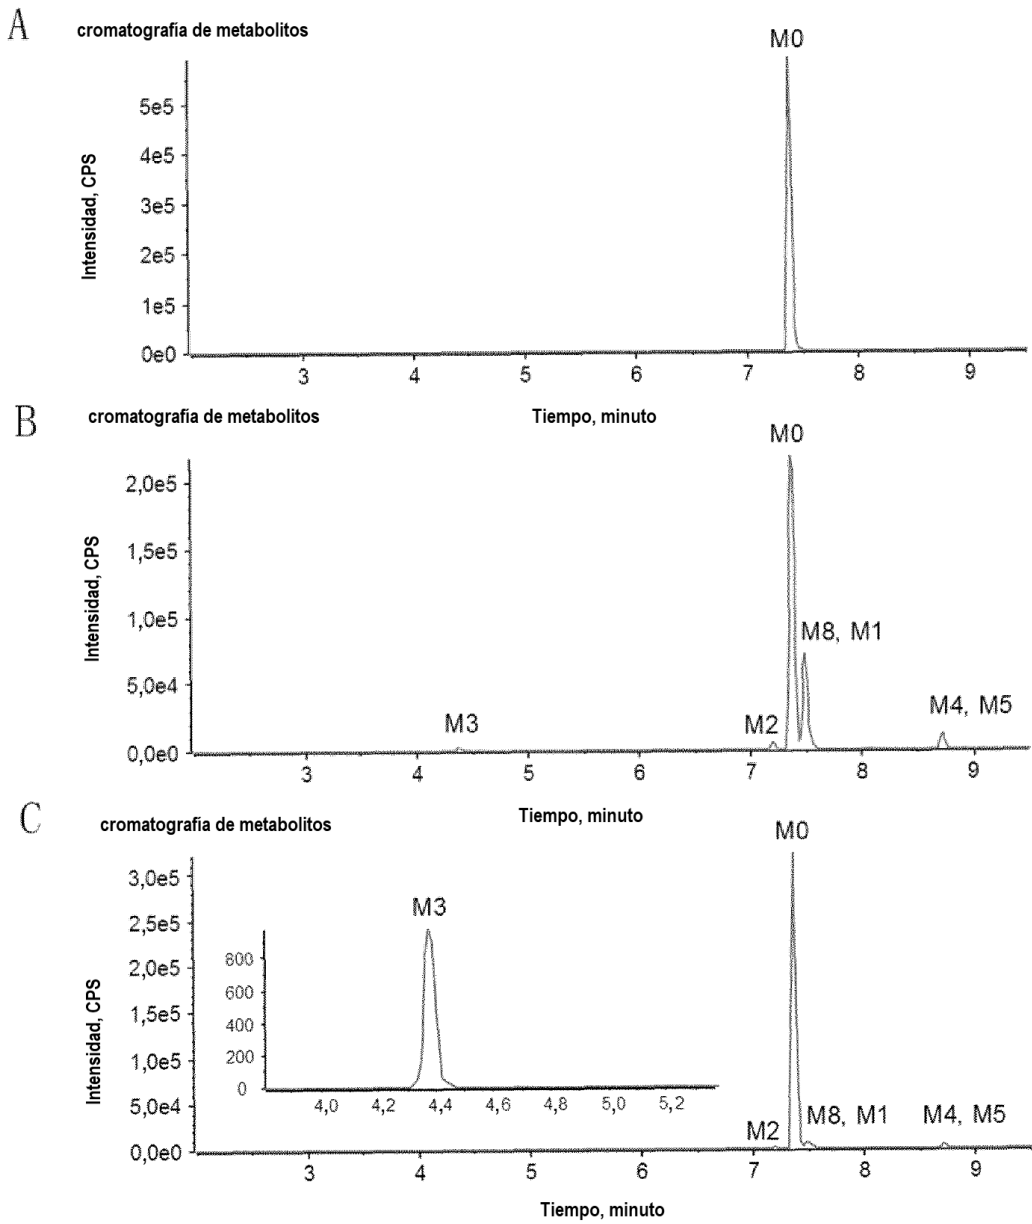 A
cromatografia de metabolitos
M0
5e5
4e5
3e5
2e5
1e5
0e0
Intensidad, CPS
3 4 5 6 7 8 9
Tiempo, minuto
B
cromatografia de metabolitos
M0
2,0e5
1,5e5
1,0e5
5,0e4
0,0e0
Intensidad, CPS
M8, M1
M3
M2
M4, M5
3 4 5 6 7 8 9
Tiempo, minuto
C
cromatografia de metabolitos
M0
3,0e5
2,5e5
2,0e5
1,5e5
1,0e5
5,0e4
0,0e0
Intensidad, CPS
M3
800
600
400
200
0
4,0 4,2 4,4 4,6 4,8 5,0 5,2
M2
M8, M1
M4, M5
3 4 5 6 7 8 9
Tiempo, minuto